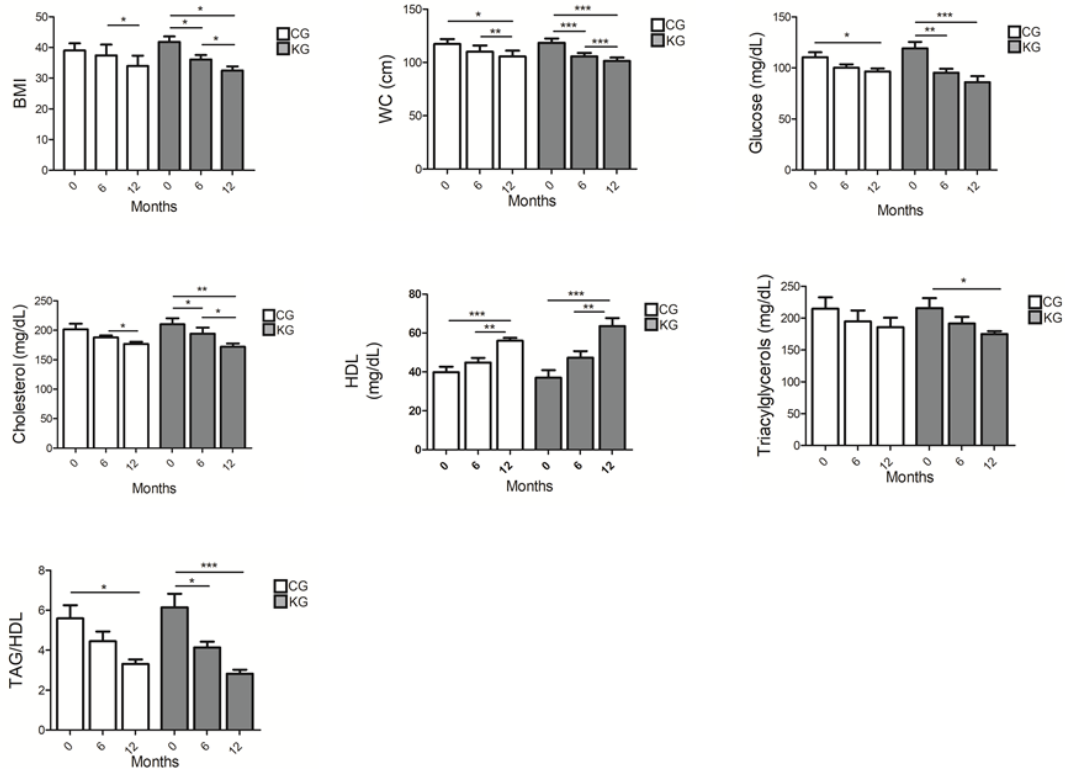 BMI
50
40
30
20
10
0
*
*
*
*
CG
KG
0 6 12 0 6 12
Months
WC (cm)
150
100
50
0
*
**
***
***
***
CG
KG
0 6 12 0 6 12
Months
Glucose (mg/dL)
150
100
50
0
*
***
**
CG
KG
0 6 12 0 6 12
Months
Cholesterol (mg/dL)
250
200
150
200
50
0
*
**
*
*
CG
KG
0 6 12 0 6 12
Months
HDL
(mg/dL)
80
60
40
20
0
***
**
***
**
CG
KG
0 6 12 0 6 12
Months
Triacylglycerols (mg/dL)
250
200
150
200
50
0
*
CG
KG
0 6 12 0 6 12
Months
TAG/HDL
8
6
4
2
0
*
***
*
CG
KG
0 6 12 0 6 12
Months